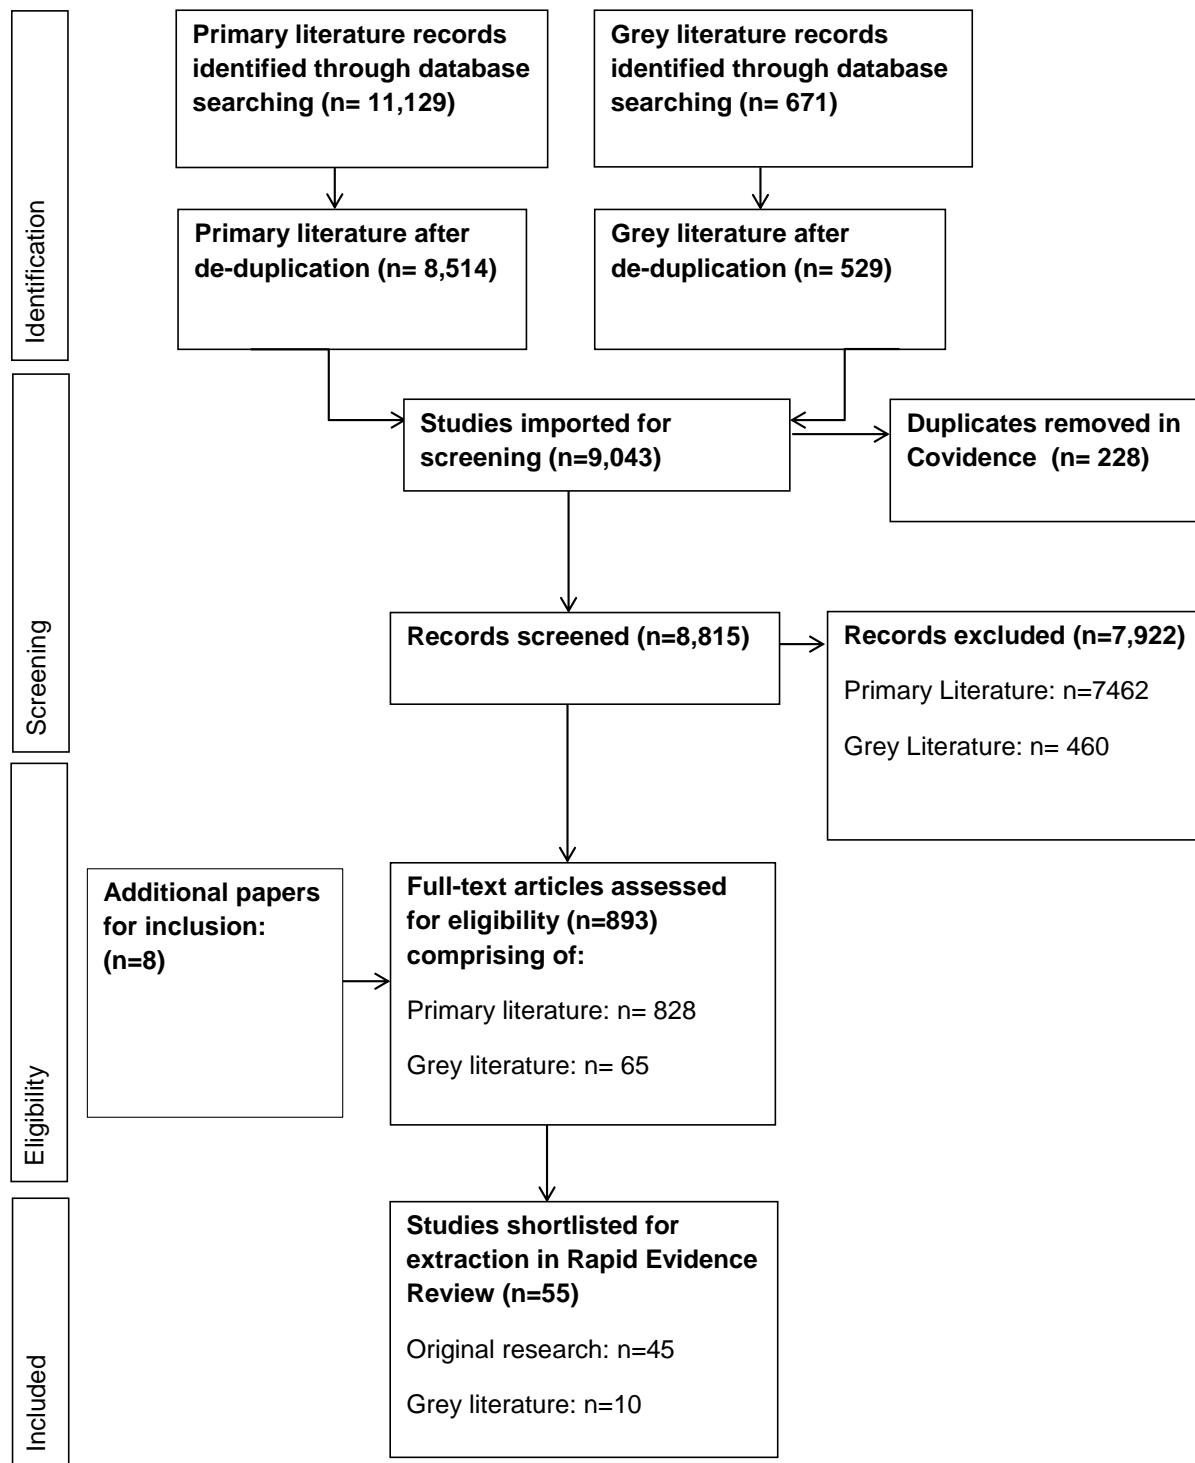 Identification
Primary literature records
identified through database
searching (n= 11,129)
Grey literature records
identified through database
searching (n= 671)
Primary literature after
de-duplication (n= 8,514)
Grey literature after
de-duplication (n= 529)
Screening
Studies imported for
screening (n=9,043)
Duplicates removed in
Covidence  (n= 228)
Records screened (n=8,815)
Records excluded (n=7,922)
Primary Literature: n=7462
Grey Literature: n= 460
Eligibility
Additional papers
for inclusion:
(n=8)
Full-text articles assessed
for eligibility (n=893)
comprising of:
Primary literature: n= 828
Grey literature: n= 65
Included
Studies shortlisted for
extraction in Rapid Evidence
Review (n=55)
Original research: n=45
Grey literature: n=10